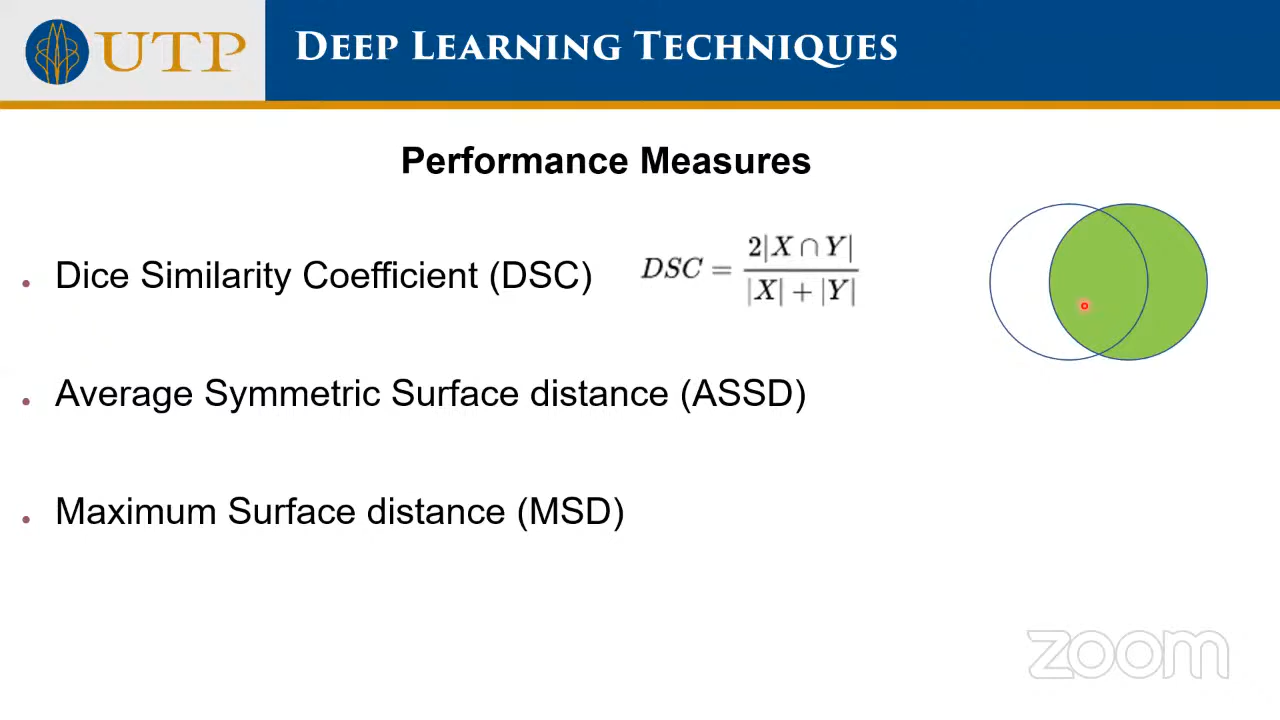 UTP
DEEP LEARNING TECHNIQUES
Performance Measures
• Dice Similarity Coefficient (DSC)
DSC = 2|X ∩ Y| / |X| + |Y|
• Average Symmetric Surface distance (ASSD)
• Maximum Surface distance (MSD)
zoom